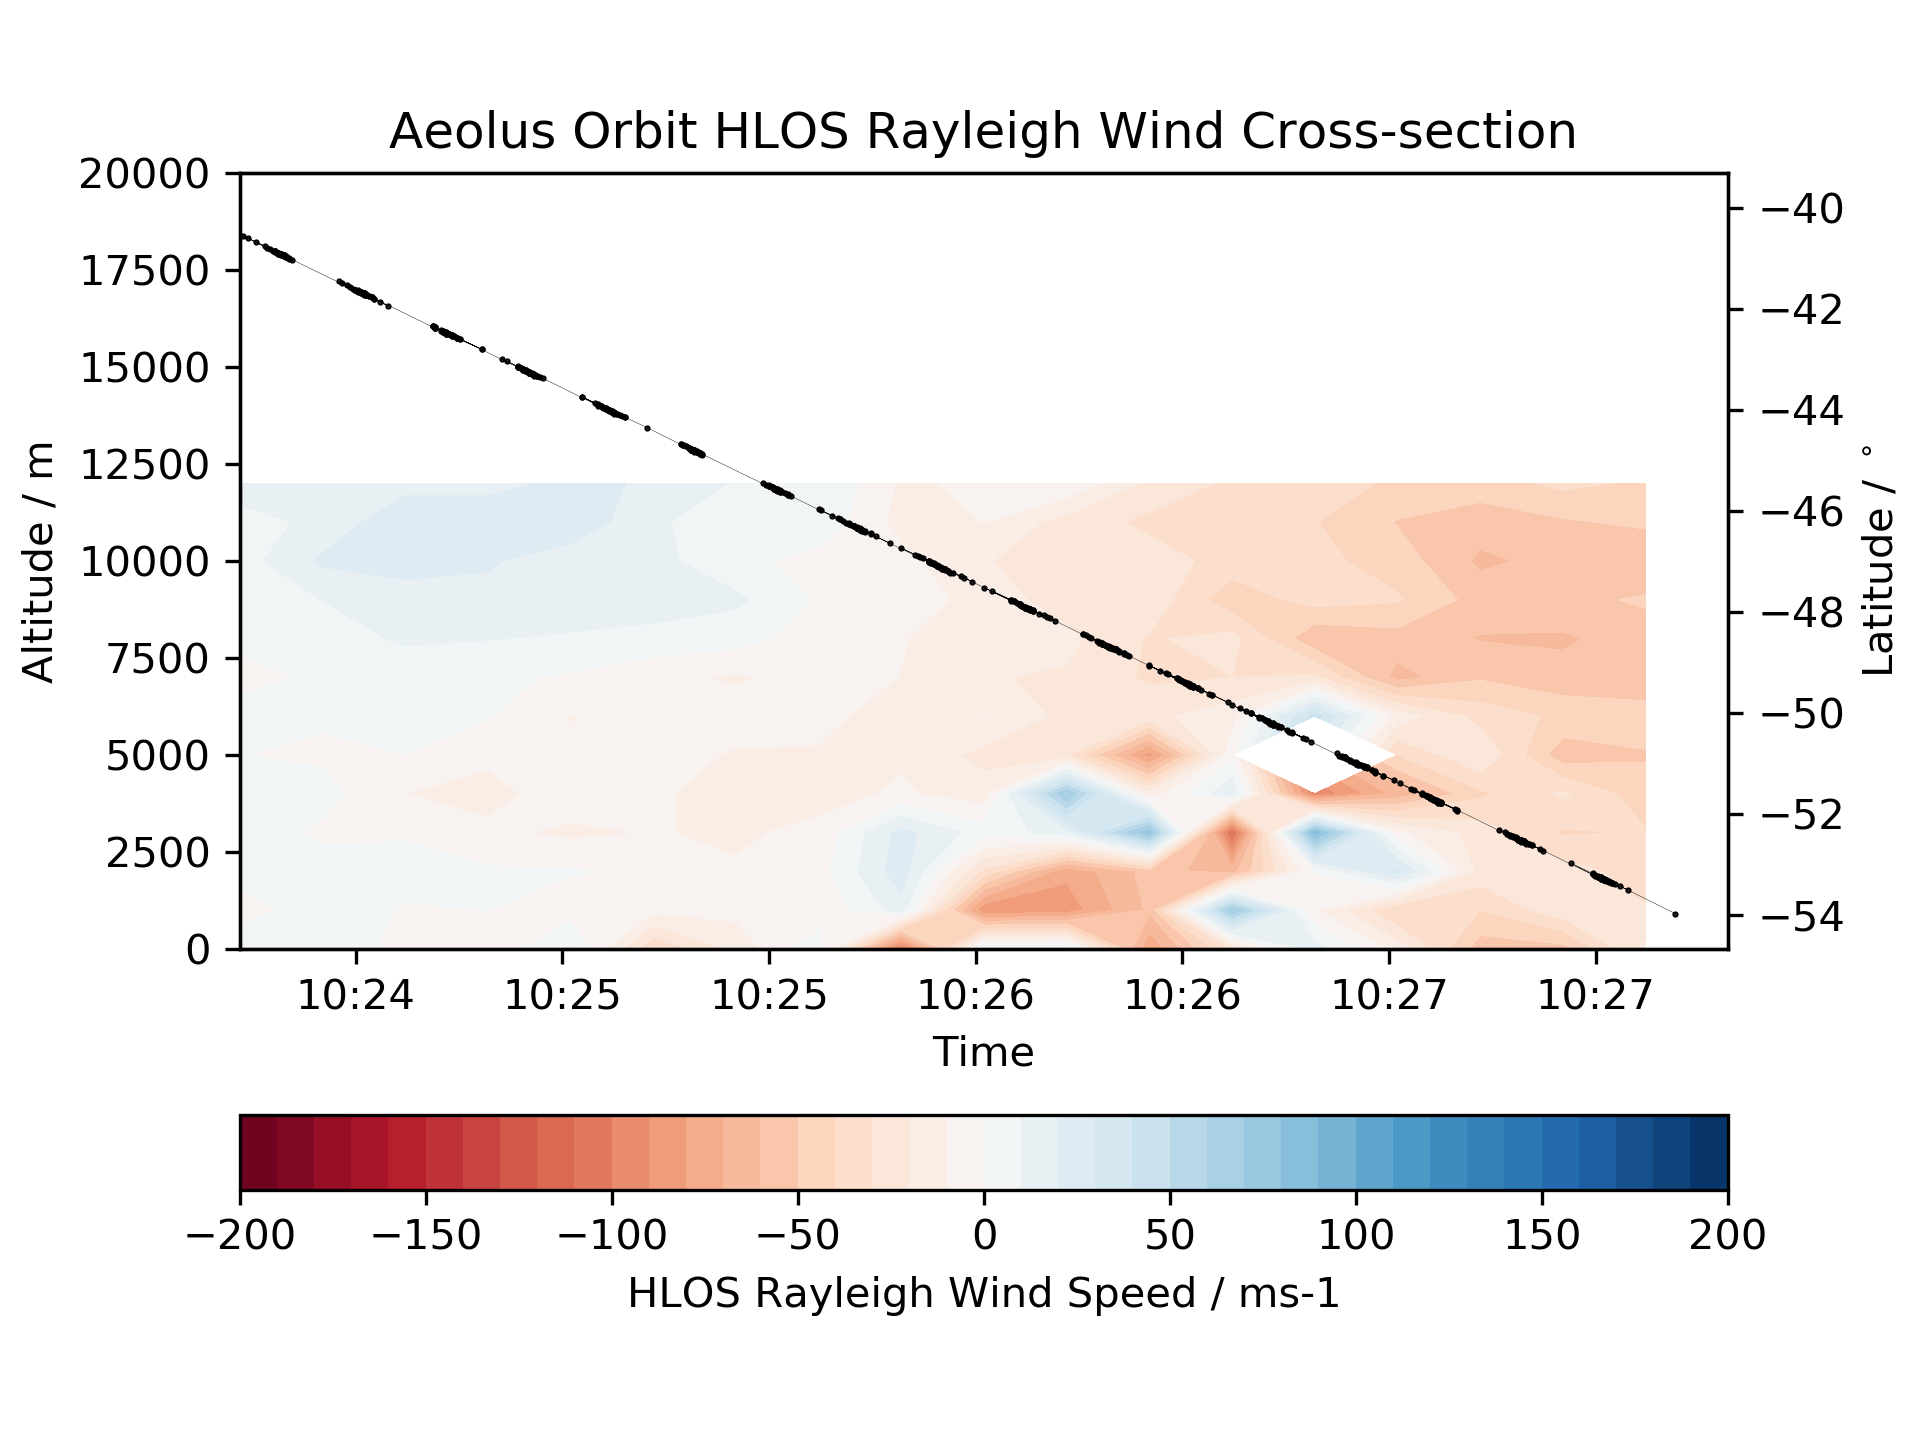 Aeolus Orbit HLOS Rayleigh Wind Cross-section
20000
17500
15000
12500
10000
7500
5000
2500
0
Altitude / m
−40
−42
−44
−46
−48
−50
−52
−54
Latitude / °
10:24 10:25 10:25 10:26 10:26 10:27 10:27
Time
−200 −150 −100 −50 0 50 100 150 200
HLOS Rayleigh Wind Speed / ms-1